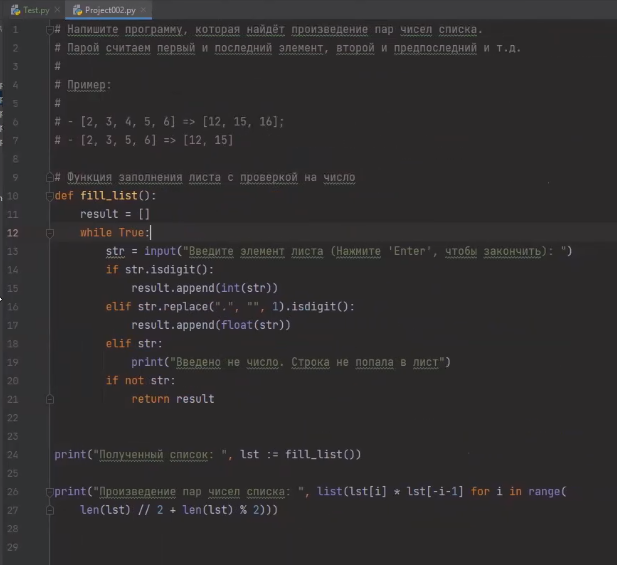 Test.py × Project002.py ×
1 # Напишите программу, которая найдёт произведение пар чисел списка.
2 # Парой считаем первый и последний элемент, второй и предпоследний и т.д.
3 #
4 # Пример:
5 #
6 # - [2, 3, 4, 5, 6] => [12, 15, 16];
7 # - [2, 3, 5, 6] => [12, 15]
8
9 # Функция заполнения листа с проверкой на число
10 def fill_list():
11 result = []
12 while True:
13 str = input("Введите элемент листа (Нажмите 'Enter', чтобы закончить): ")
14 if str.isdigit():
15 result.append(int(str))
16 elif str.replace(".", "", 1).isdigit():
17 result.append(float(str))
18 elif str:
19 print("Введено не число. Строка не попала в лист")
20 if not str:
21 return result
22
23
24 print("Полученный список: ", lst := fill_list())
25
26 print("Произведение пар чисел списка: ", list(lst[i] * lst[-i-1] for i in range(
27 len(lst) // 2 + len(lst) % 2)))
28
29